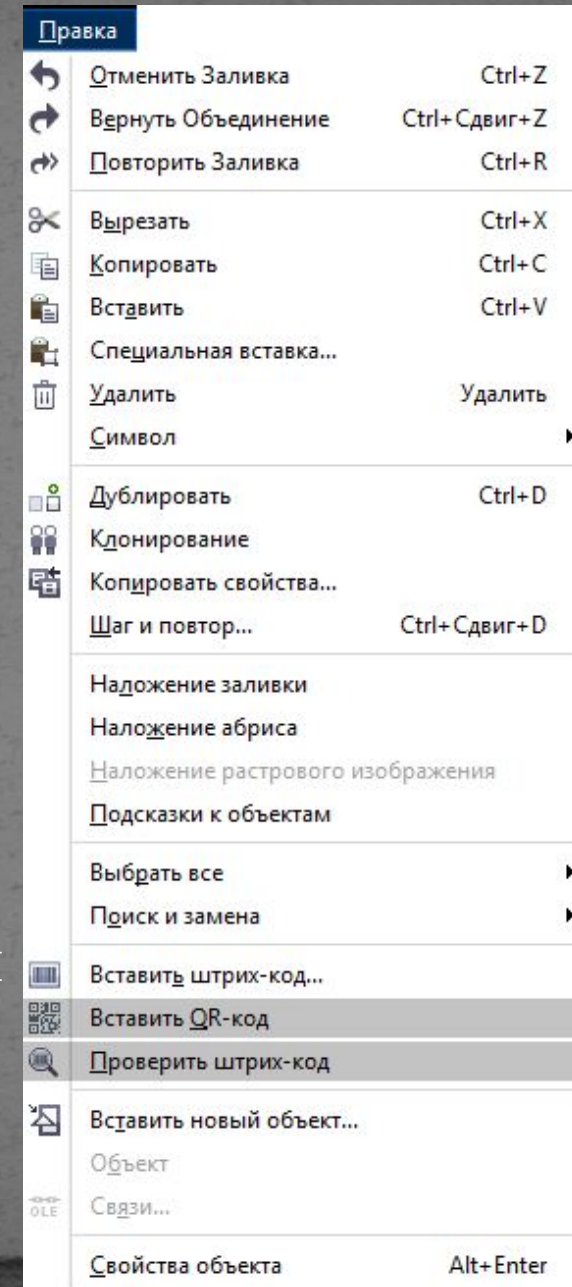 Правка
Отменить Заливка Ctrl+Z
Вернуть Объединение Ctrl+Сдвиг+Z
Повторить Заливка Ctrl+R
Вырезать Ctrl+X
Копировать Ctrl+C
Вставить Ctrl+V
Специальная вставка...
Удалить Удалить
Символ
Дублировать Ctrl+D
Клонирование
Копировать свойства...
Шаг и повтор... Ctrl+Сдвиг+D
Наложение заливки
Наложение абриса
Наложение растрового изображения
Подсказки к объектам
Выбрать все
Поиск и замена
Вставить штрих-код...
Вставить QR-код
Проверить штрих-код
Вставить новый объект...
Объект
OLE Связи...
Свойства объекта Alt+Enter